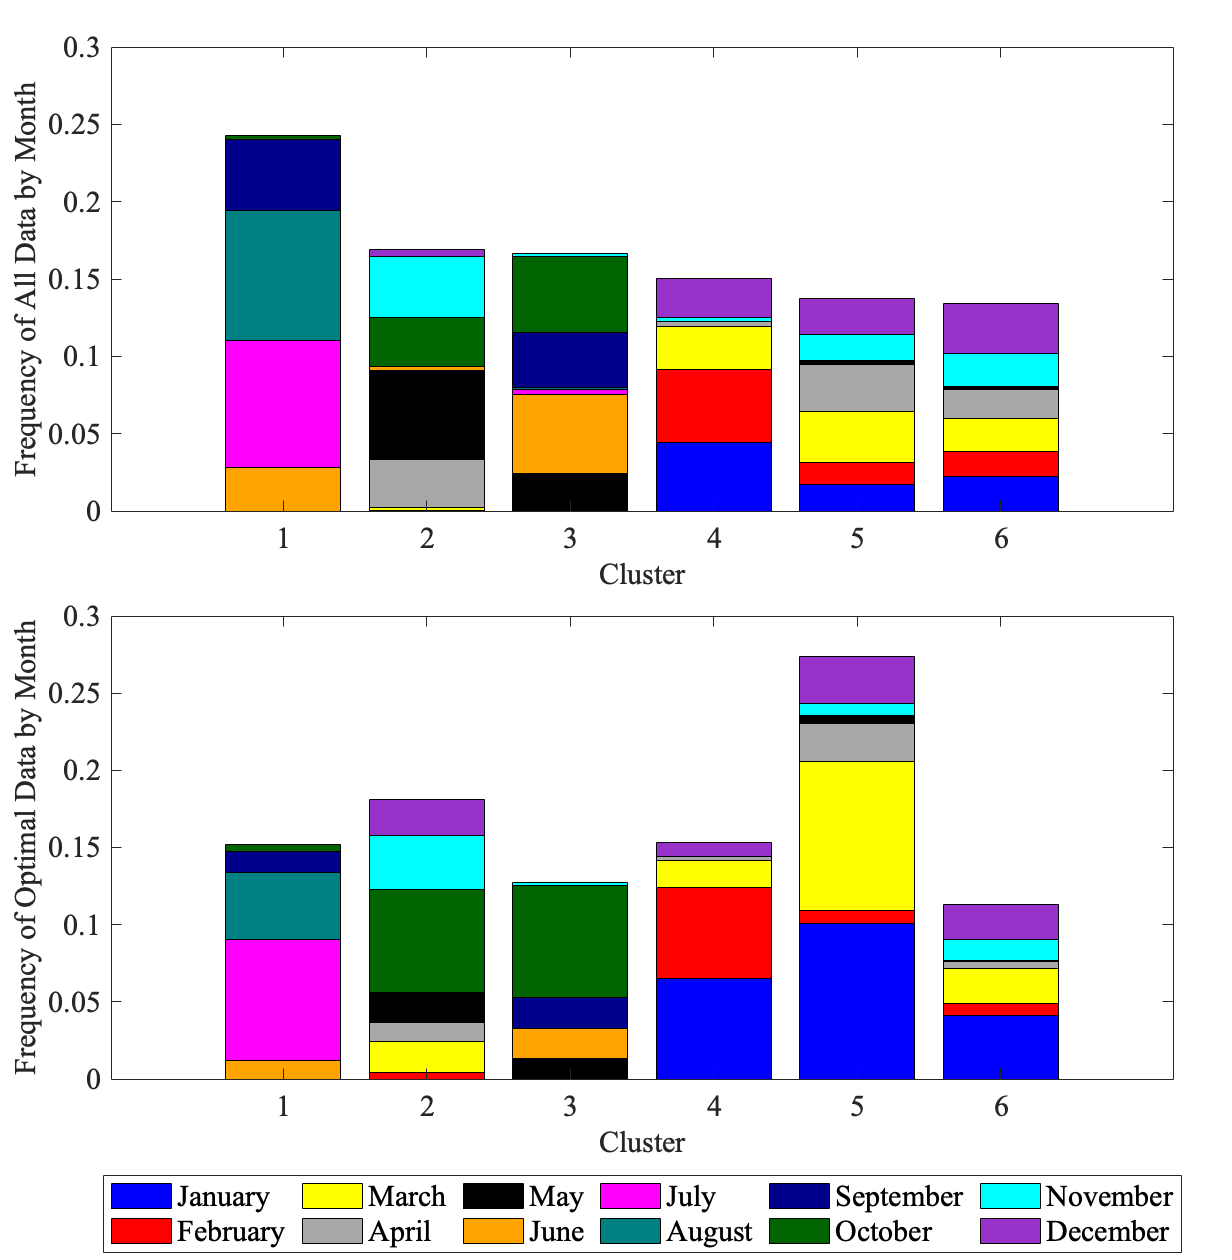 Frequency of All Data by Month
0.3
0.25
0.2
0.15
0.1
0.05
0
1 2 3 4 5 6
Cluster
Frequency of Optimal Data by Month
0.3
0.25
0.2
0.15
0.1
0.05
0
1 2 3 4 5 6
Cluster
January March May July September November
February April June August October December